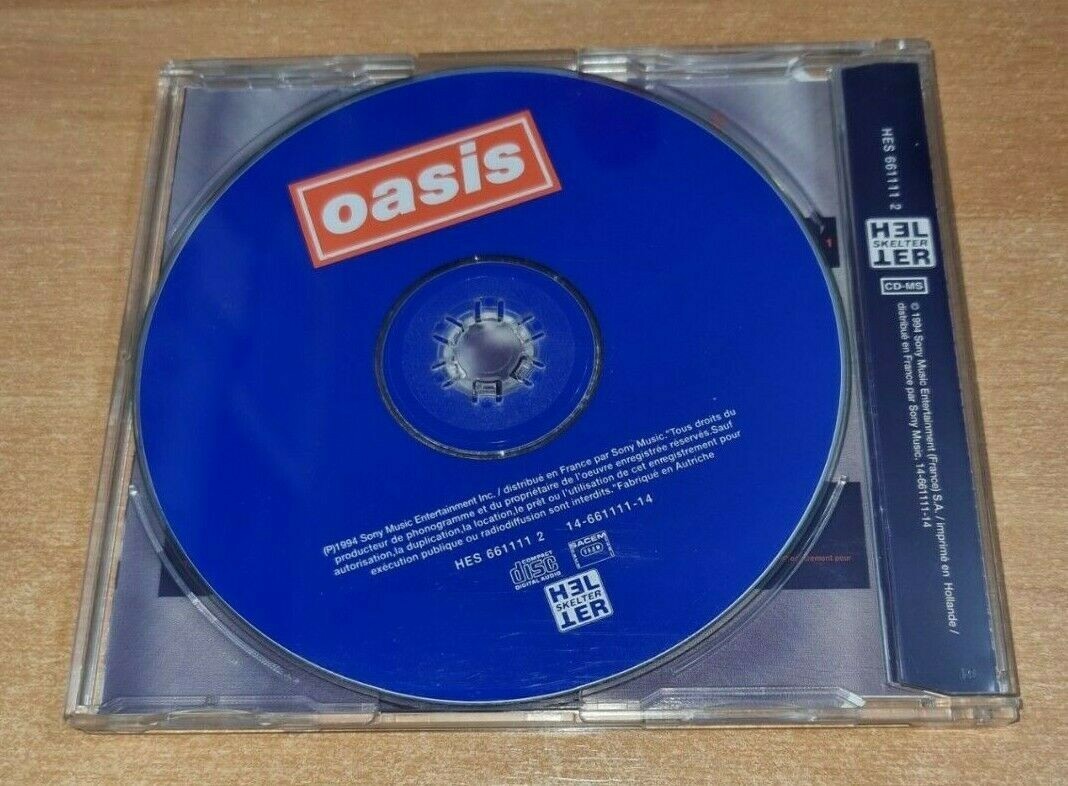 oasis
(P)1994 Sony Music Entertainment Inc. / distribué en France par Sony Music."Tous droits du
producteur de phonogramme et du propriétaire de l'oeuvre enregistrée réservés.Sauf
autorisation,la duplication,la location,le prêt ou l'utilisation de cet enregistrement pour
exécution publique ou radiodiffusion sont interdits."Fabriqué en Autriche
HES 661111 2
14-661111-14
COMPACT
disc
DIGITAL AUDIO
SACEM
HEL
SKELTER
TER
HES 661111 2
HEL
SKELTER
TER
CD-MS
© 1994 Sony Music Entertainment (France) S.A. / imprimé en Hollande /
distribué en France par Sony Music. 14-661111-14
1
pour